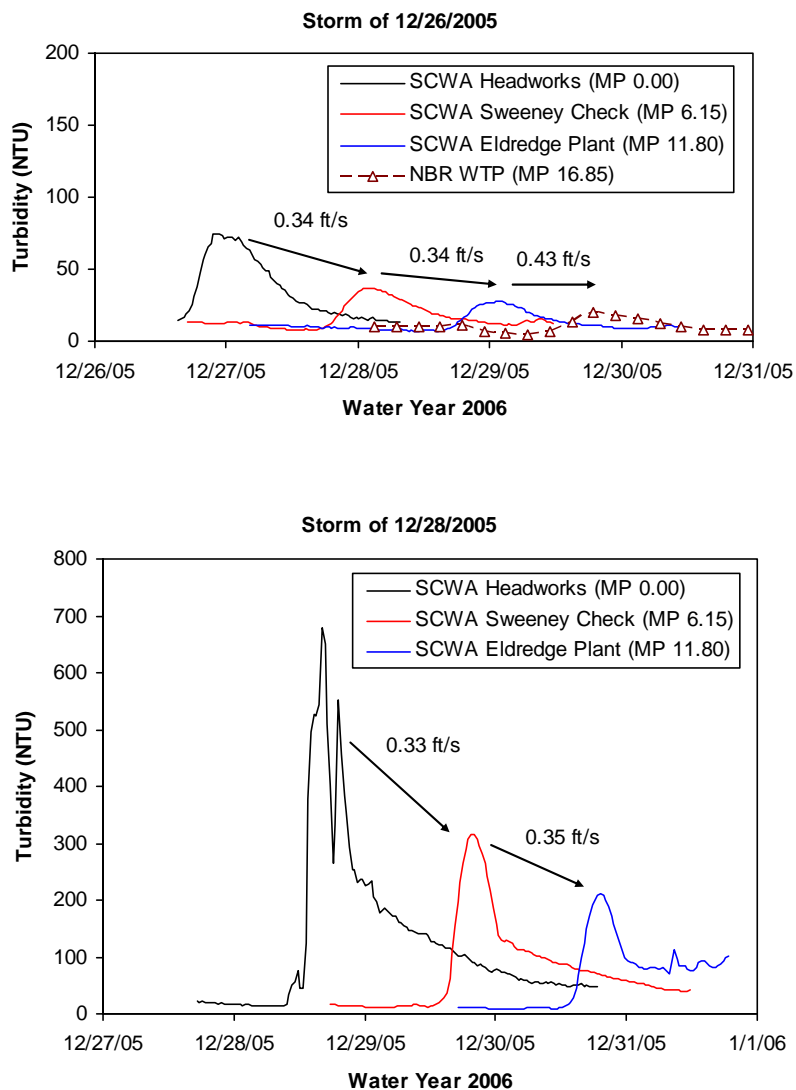 Storm of 12/26/2005
200
150
100
50
0
Turbidity (NTU)
SCWA Headworks (MP 0.00)
SCWA Sweeney Check (MP 6.15)
SCWA Eldredge Plant (MP 11.80)
NBR WTP (MP 16.85)
0.34 ft/s
0.34 ft/s
0.43 ft/s
12/26/05 12/27/05 12/28/05 12/29/05 12/30/05 12/31/05
Water Year 2006
Storm of 12/28/2005
800
700
600
500
400
300
200
100
0
Turbidity (NTU)
SCWA Headworks (MP 0.00)
SCWA Sweeney Check (MP 6.15)
SCWA Eldredge Plant (MP 11.80)
0.33 ft/s
0.35 ft/s
12/27/05 12/28/05 12/29/05 12/30/05 12/31/05 1/1/06
Water Year 2006